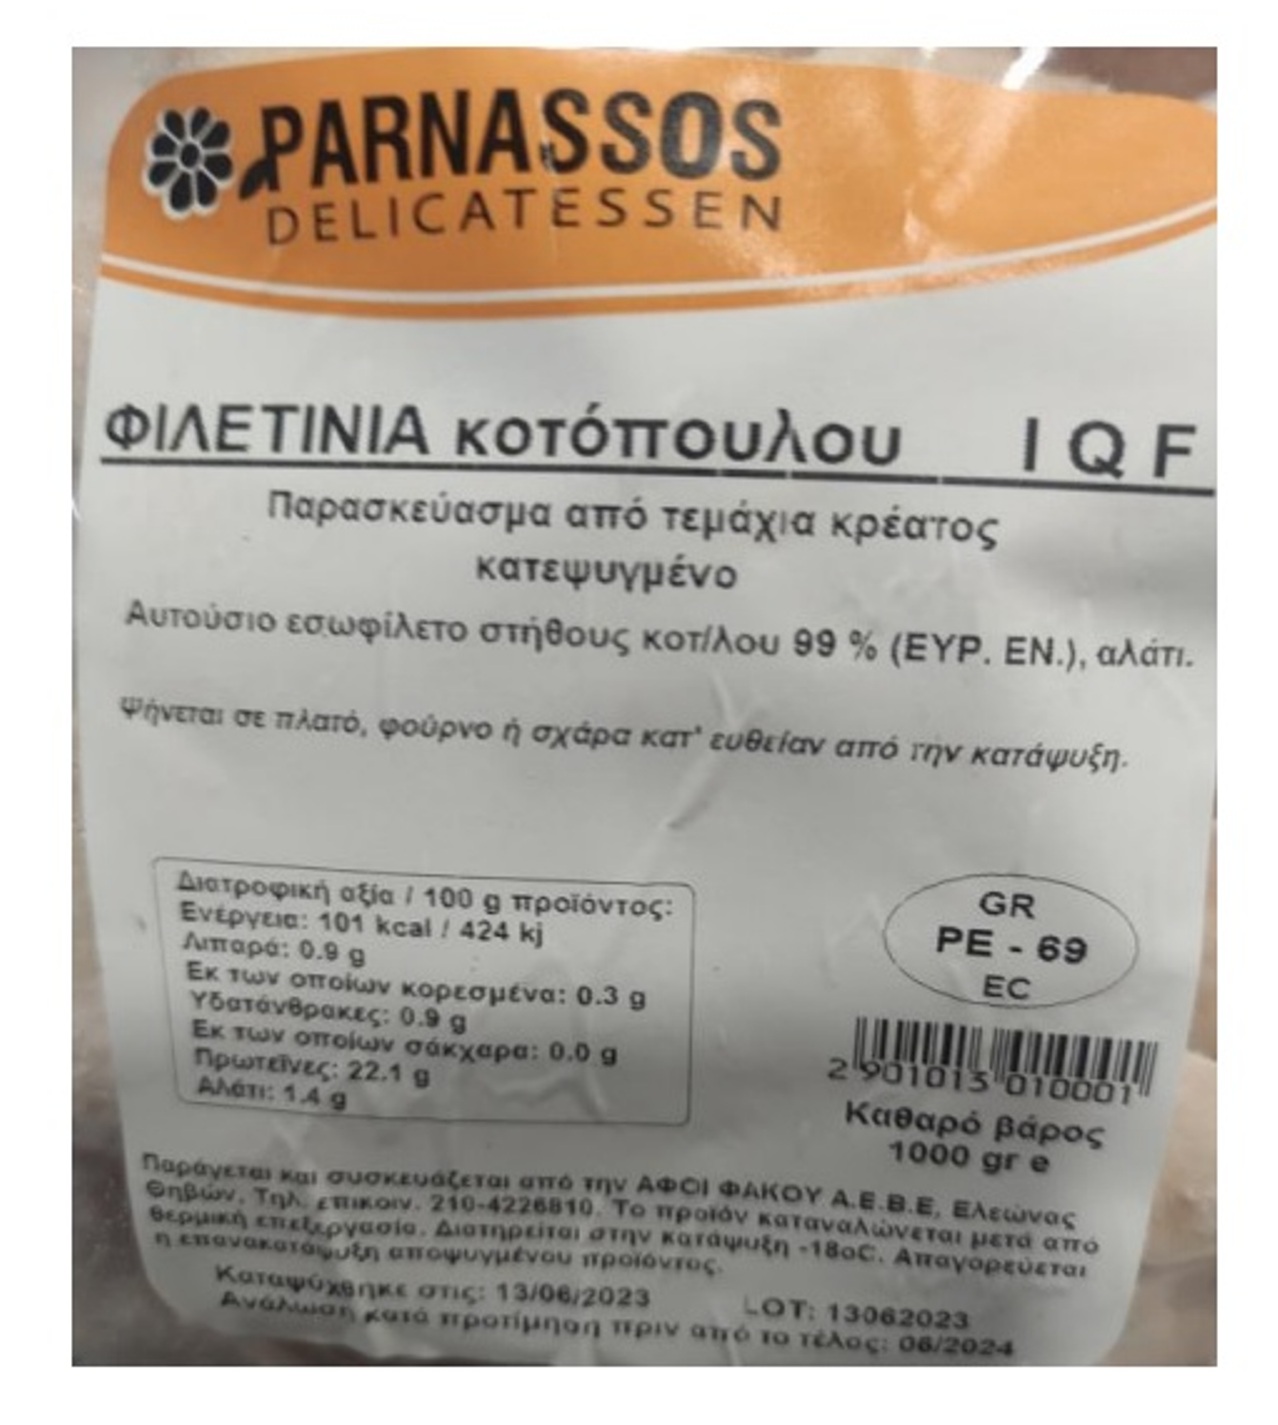 PARNASSOS
DELICATESSEN
ΦΙΛΕΤΙΝΙΑ κοτόπουλου I Q F
Παρασκεύασμα από τεμάχια κρέατος
κατεψυγμένο
Αυτούσιο εσωφίλετο στήθους κοτ/λου 99 % (ΕΥΡ. ΕΝ.), αλάτι.
Ψήνεται σε πλατό, φούρνο ή σχάρα κατ' ευθείαν από την κατάψυξη.
Διατροφική αξία / 100 g προϊόντος:
Ενέργεια: 101 kcal / 424 kj
Λιπαρά: 0.9 g
Εκ των οποίων κορεσμένα: 0.3 g
Υδατάνθρακες: 0.9 g
Εκ των οποίων σάκχαρα: 0.0 g
Πρωτεΐνες: 22.1 g
Αλάτι: 1.4 g
GR
PE - 69
EC
2 901015 010001
Καθαρό βάρος
1000 gr e
Παράγεται και συσκευάζεται από την ΑΦΟΙ ΦΑΚΟΥ Α.Ε.Β.Ε, Ελεώνας
Θηβών. Τηλ. επικοιν. 210-4226810. Το προϊόν καταναλώνεται μετά από
θερμική επεξεργασία. Διατηρείται στην κατάψυξη -18οC. Απαγορεύεται
η επανακατάψυξη αποψυγμένου προϊόντος.
Καταψύχθηκε στις: 13/06/2023 LOT: 13062023
Ανάλωση κατά προτίμηση πριν από το τέλος: 06/2024